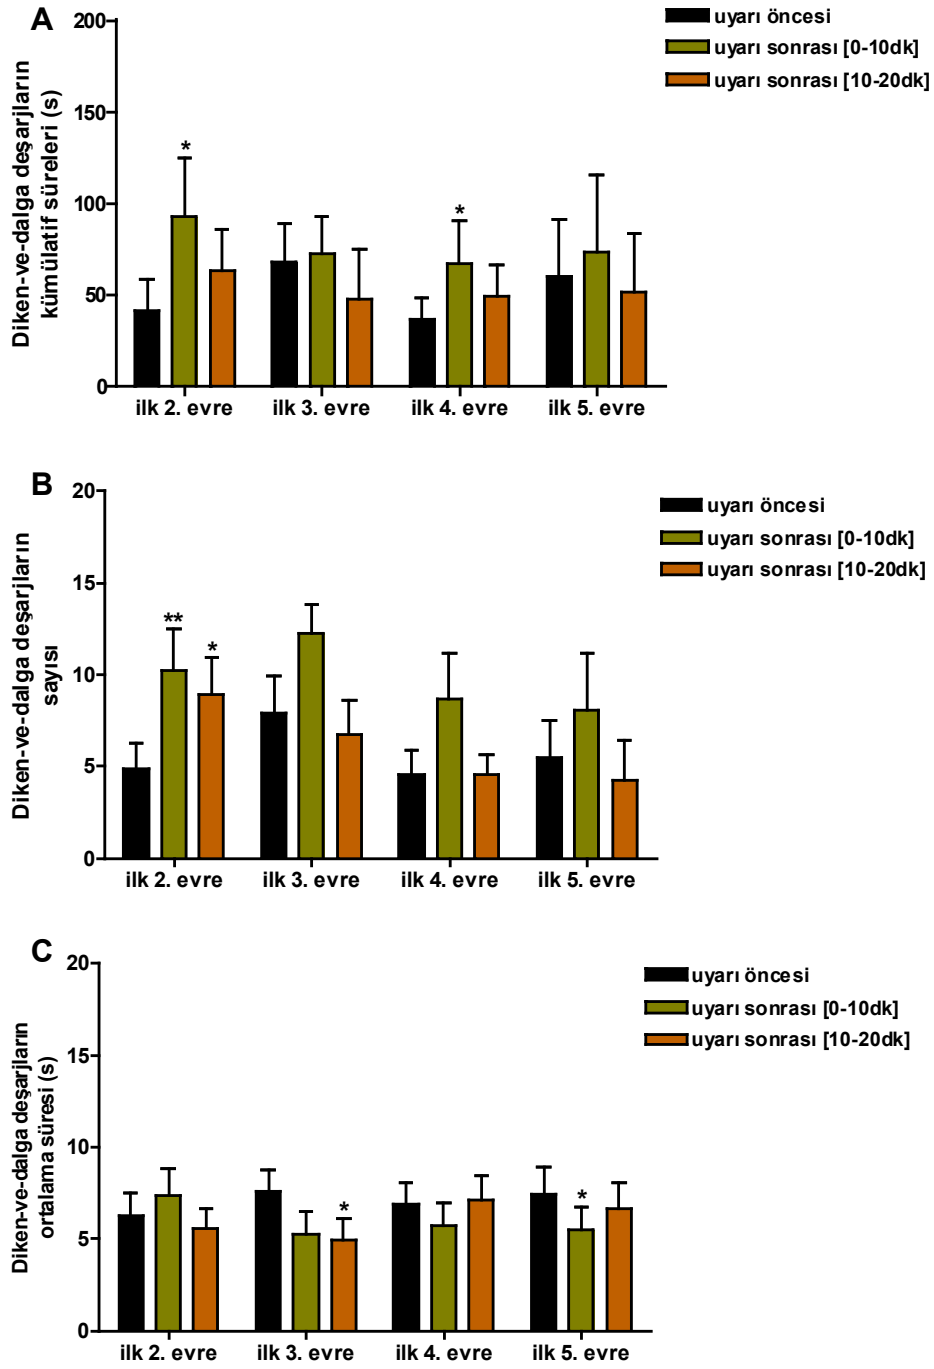 A
Diken-ve-dalga deşarjların
kümülatif süreleri (s)
200
150
100
50
0
*
*
ilk 2. evre
ilk 3. evre
ilk 4. evre
ilk 5. evre
uyarı öncesi
uyarı sonrası [0-10dk]
uyarı sonrası [10-20dk]
B
Diken-ve-dalga deşarjların
sayısı
20
15
10
5
0
**
*
ilk 2. evre
ilk 3. evre
ilk 4. evre
ilk 5. evre
uyarı öncesi
uyarı sonrası [0-10dk]
uyarı sonrası [10-20dk]
C
Diken-ve-dalga deşarjların
ortalama süresi (s)
20
15
10
5
0
*
*
ilk 2. evre
ilk 3. evre
ilk 4. evre
ilk 5. evre
uyarı öncesi
uyarı sonrası [0-10dk]
uyarı sonrası [10-20dk]